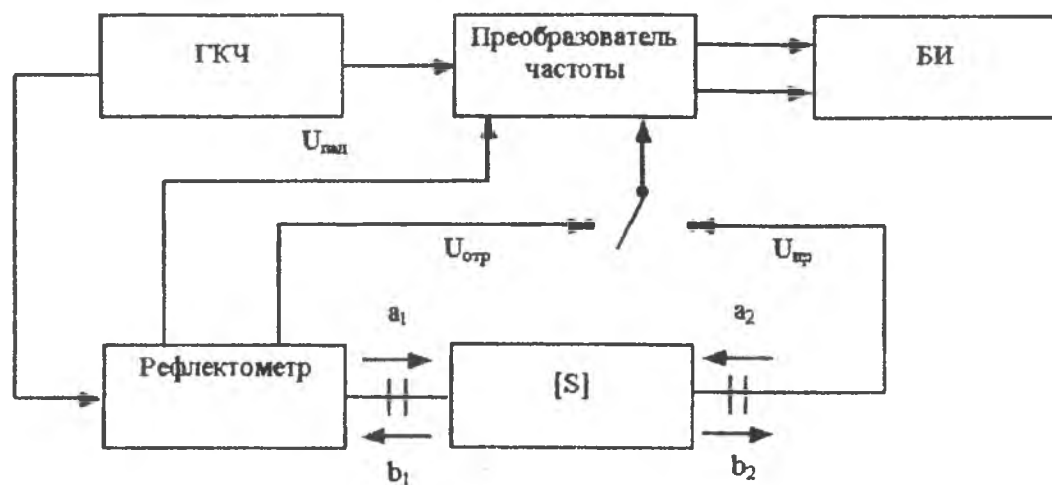 ГКЧ
Преобразователь
частоты
БИ
Uпад
Uотр
Uпр
a₁
a₂
Рефлектометр
[S]
b₁
b₂